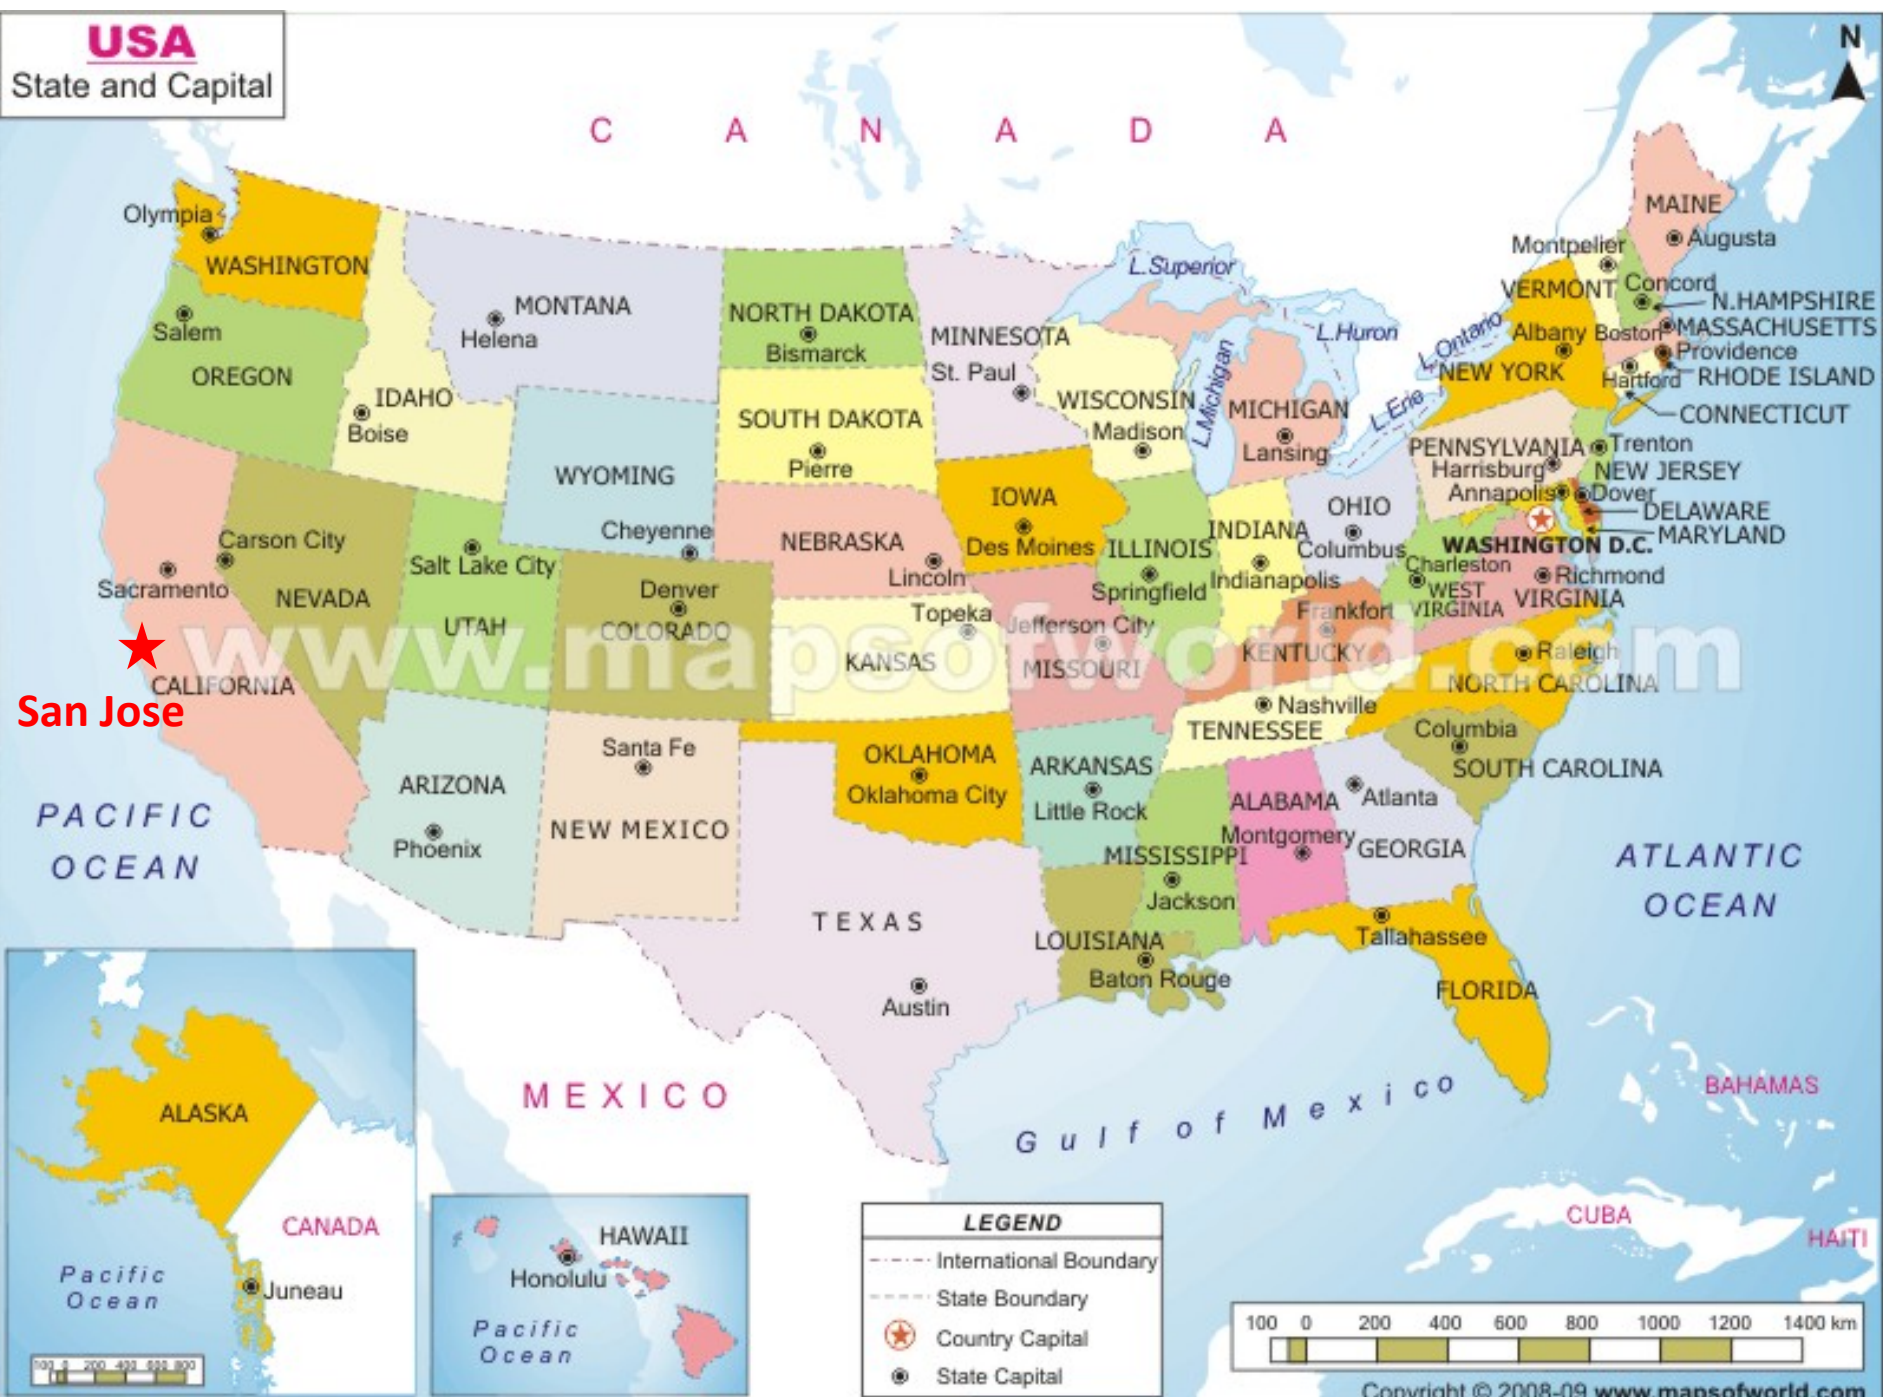 USA
State and Capital
N
C A N A D A
Olympia
WASHINGTON
Salem
OREGON
MONTANA
Helena
IDAHO
Boise
NORTH DAKOTA
Bismarck
MINNESOTA
St. Paul
SOUTH DAKOTA
Pierre
WYOMING
Cheyenne
L.Superior
L.Huron
L.Michigan
L.Ontario
L.Erie
WISCONSIN
Madison
MICHIGAN
Lansing
MAINE
Augusta
Montpelier
VERMONT
Concord
N.HAMPSHIRE
Albany
Boston
MASSACHUSETTS
Providence
NEW YORK
Hartford
RHODE ISLAND
CONNECTICUT
PENNSYLVANIA
Harrisburg
Trenton
NEW JERSEY
Annapolis
Dover
DELAWARE
MARYLAND
WASHINGTON D.C.
IOWA
Des Moines
NEBRASKA
Lincoln
ILLINOIS
Springfield
INDIANA
Indianapolis
OHIO
Columbus
Charleston
WEST
VIRGINIA
Richmond
VIRGINIA
Carson City
NEVADA
Sacramento
CALIFORNIA
San Jose
Salt Lake City
UTAH
Denver
COLORADO
Topeka
KANSAS
Jefferson City
MISSOURI
Frankfort
KENTUCKY
www.mapsofworld.com
Raleigh
NORTH CAROLINA
Nashville
TENNESSEE
Columbia
SOUTH CAROLINA
ARIZONA
Phoenix
Santa Fe
NEW MEXICO
OKLAHOMA
Oklahoma City
ARKANSAS
Little Rock
MISSISSIPPI
Jackson
ALABAMA
Montgomery
Atlanta
GEORGIA
TEXAS
Austin
LOUISIANA
Baton Rouge
Tallahassee
FLORIDA
PACIFIC
OCEAN
ATLANTIC
OCEAN
MEXICO
Gulf of Mexico
BAHAMAS
CUBA
HAITI
ALASKA
CANADA
Pacific
Ocean
Juneau
100 0 200 400 600 800
HAWAII
Honolulu
Pacific
Ocean
LEGEND
International Boundary
State Boundary
Country Capital
State Capital
100 0 200 400 600 800 1000 1200 1400 km
Copyright © 2008-09 www.mapsofworld.com